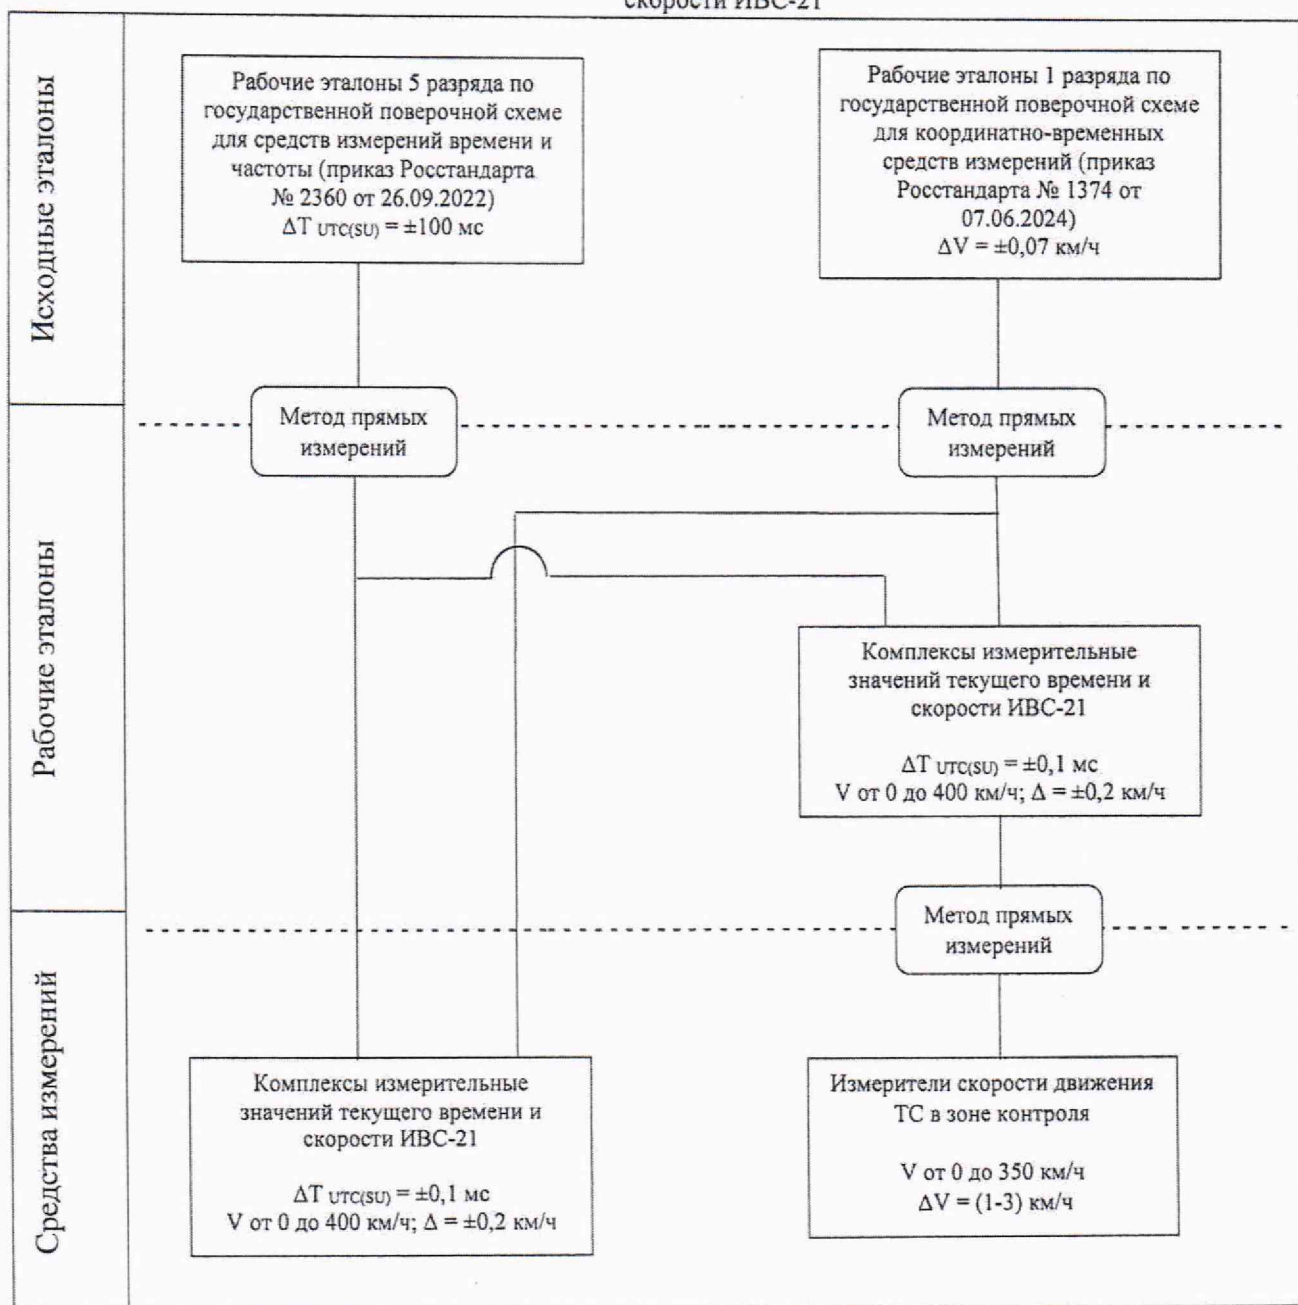 скорости ИВС-21
Исходные эталоны
Рабочие эталоны 5 разряда по
государственной поверочной схеме
для средств измерений времени и
частоты (приказ Росстандарта
№ 2360 от 26.09.2022)
ΔT UTC(SU) = ±100 мс
Рабочие эталоны 1 разряда по
государственной поверочной схеме
для координатно-временных
средств измерений (приказ
Росстандарта № 1374 от
07.06.2024)
ΔV = ±0,07 км/ч
Метод прямых
измерений
Метод прямых
измерений
Рабочие эталоны
Комплексы измерительные
значений текущего времени и
скорости ИВС-21
ΔT UTC(SU) = ±0,1 мс
V от 0 до 400 км/ч; Δ = ±0,2 км/ч
Метод прямых
измерений
Средства измерений
Комплексы измерительные
значений текущего времени и
скорости ИВС-21
ΔT UTC(SU) = ±0,1 мс
V от 0 до 400 км/ч; Δ = ±0,2 км/ч
Измерители скорости движения
ТС в зоне контроля
V от 0 до 350 км/ч
ΔV = (1-3) км/ч